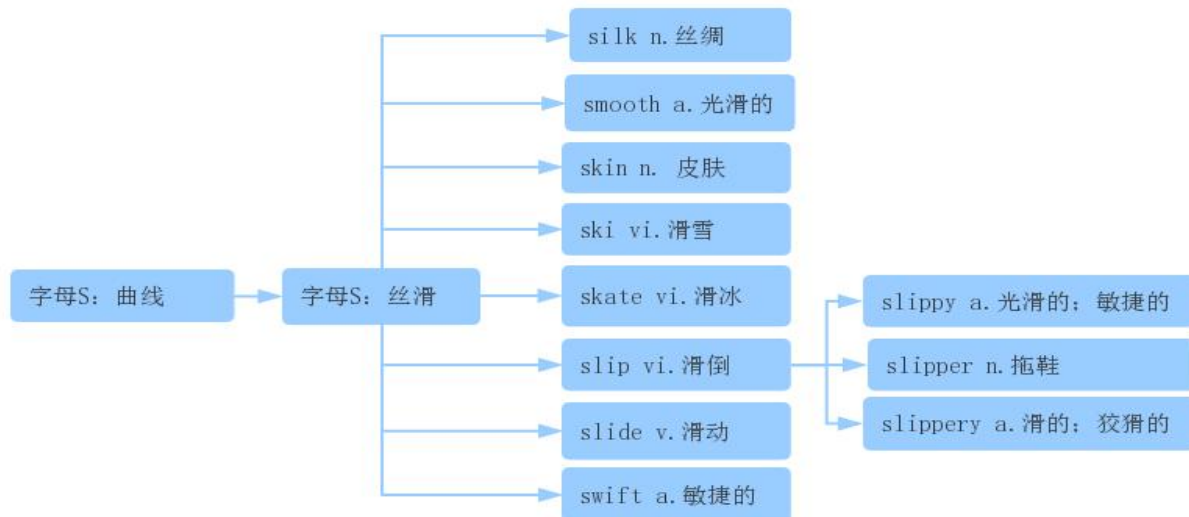 字母S：曲线
字母S：丝滑
silk n.丝绸
smooth a.光滑的
skin n. 皮肤
ski vi.滑雪
skate vi.滑冰
slip vi.滑倒
slide v.滑动
swift a.敏捷的
slippy a.光滑的；敏捷的
slipper n.拖鞋
slippery a.滑的；狡猾的